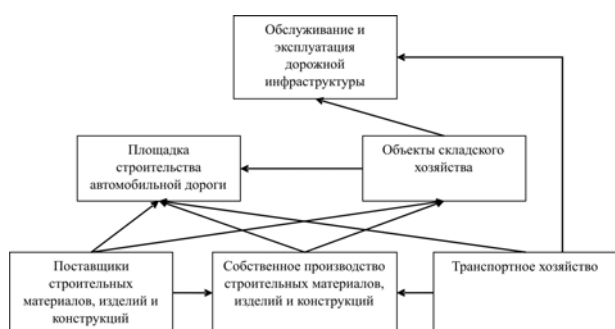 Обслуживание и
эксплуатация
дорожной
инфраструктуры
Площадка
строительства
автомобильной дороги
Объекты складского
хозяйства
Поставщики
строительных
материалов, изделий и
конструкций
Собственное производство
строительных материалов,
изделий и конструкций
Транспортное хозяйство